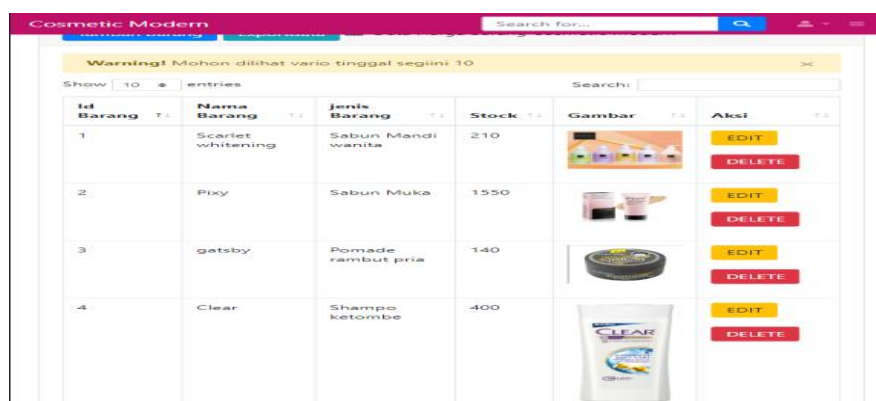 Cosmetic Modern
Search for...
Warning! Mohon dilihat vario tinggal segiini 10
Show 10 entries
Search:
Id Barang
Nama Barang
jenis Barang
Stock
Gambar
Aksi
1
Scarlet whitening
Sabun Mandi wanita
210
EDIT
DELETE
2
Pixy
Sabun Muka
1550
EDIT
DELETE
3
gatsby
Pomade rambut pria
140
EDIT
DELETE
4
Clear
Shampo ketombe
400
CLEAR
EDIT
DELETE